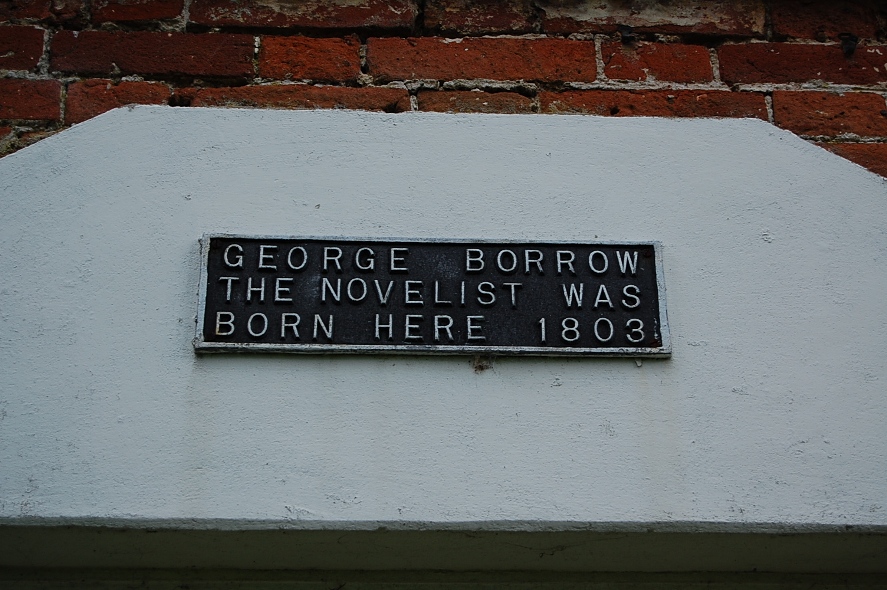 GEORGE BORROW
THE NOVELIST WAS
BORN HERE 1803